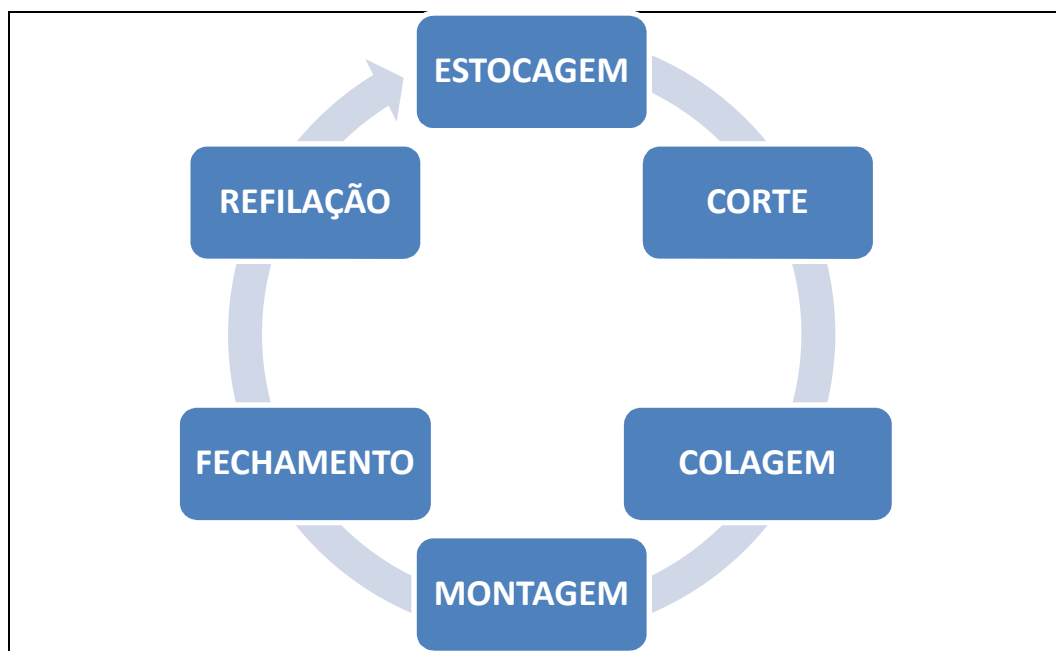 ESTOCAGEM
CORTE
COLAGEM
MONTAGEM
FECHAMENTO
REFILAÇÃO